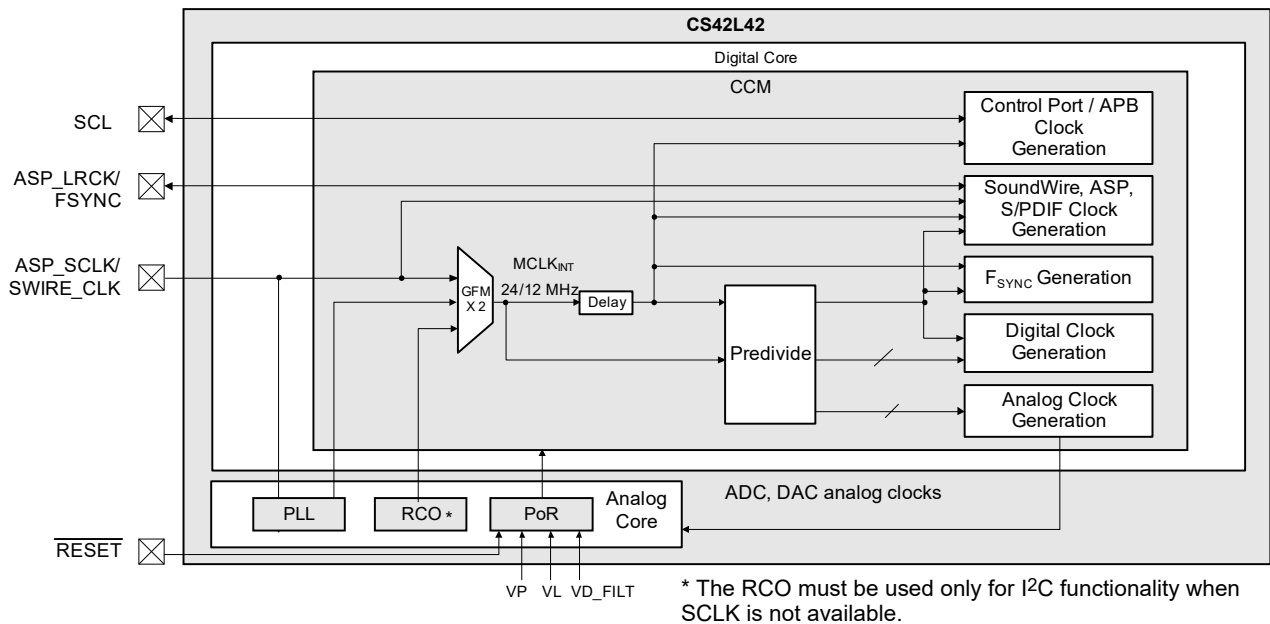 CS42L42
Digital Core
CCM
SCL
Control Port / APB
Clock
Generation
ASP_LRCK/
FSYNC
SoundWire, ASP,
S/PDIF Clock
Generation
ASP_SCLK/
SWIRE_CLK
GFM
X 2
MCLKINT
24/12 MHz
Delay
FSYNC Generation
Predivide
Digital Clock
Generation
Analog Clock
Generation
PLL
RCO *
PoR
Analog
Core
ADC, DAC analog clocks
RESET
VP
VL
VD_FILT
* The RCO must be used only for I2C functionality when
SCLK is not available.